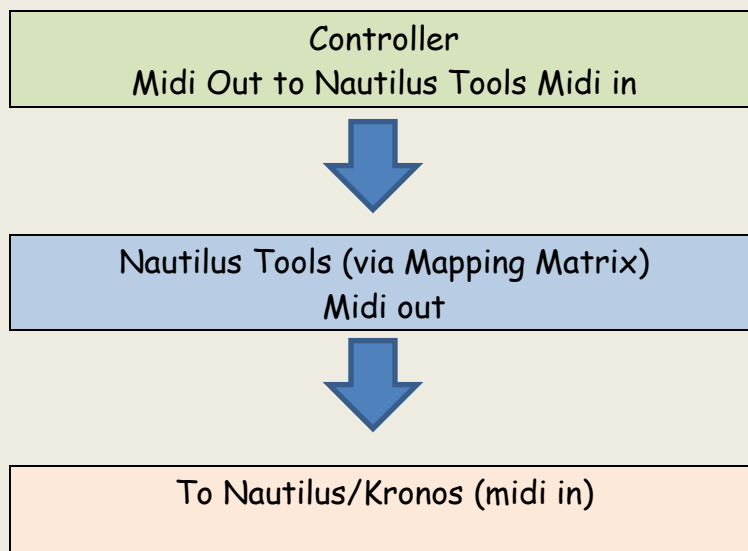 Controller
Midi Out to Nautilus Tools Midi in
Nautilus Tools (via Mapping Matrix)
Midi out
To Nautilus/Kronos (midi in)